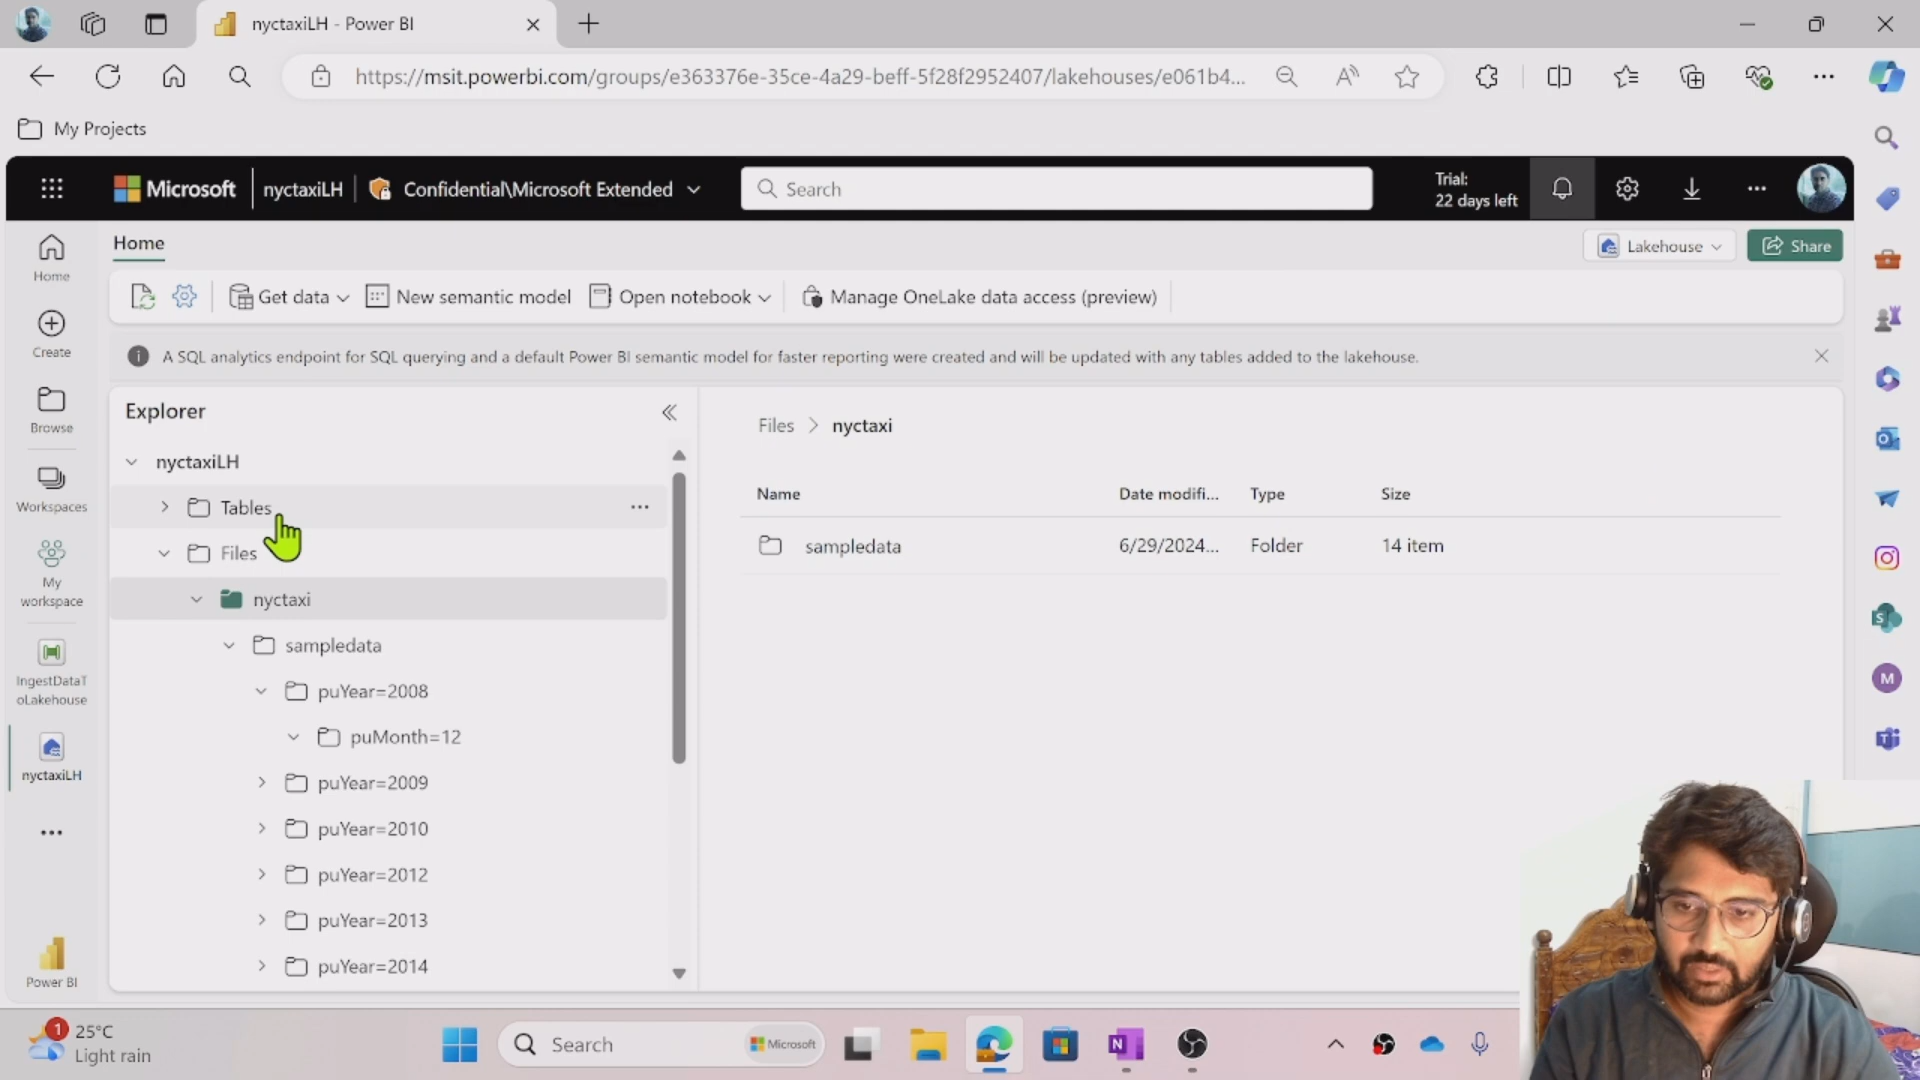 nyctaxiLH - Power BI
https://msit.powerbi.com/groups/e363376e-35ce-4a29-beff-5f28f2952407/lakehouses/e061b4...
My Projects
Microsoft nyctaxiLH Confidential\Microsoft Extended Search Trial:
22 days left
Home
Lakehouse Share
Get data New semantic model Open notebook Manage OneLake data access (preview)
A SQL analytics endpoint for SQL querying and a default Power BI semantic model for faster reporting were created and will be updated with any tables added to the lakehouse.
Home
Create
Browse
Workspaces
My
workspace
IngestDataT
oLakehouse
nyctaxiLH
Power BI
Explorer
nyctaxiLH
Tables
Files
nyctaxi
sampledata
puYear=2008
puMonth=12
puYear=2009
puYear=2010
puYear=2012
puYear=2013
puYear=2014
Files > nyctaxi
Name Date modifi... Type Size
sampledata 6/29/2024... Folder 14 item
M
1
25°C
Light rain
Search Microsoft